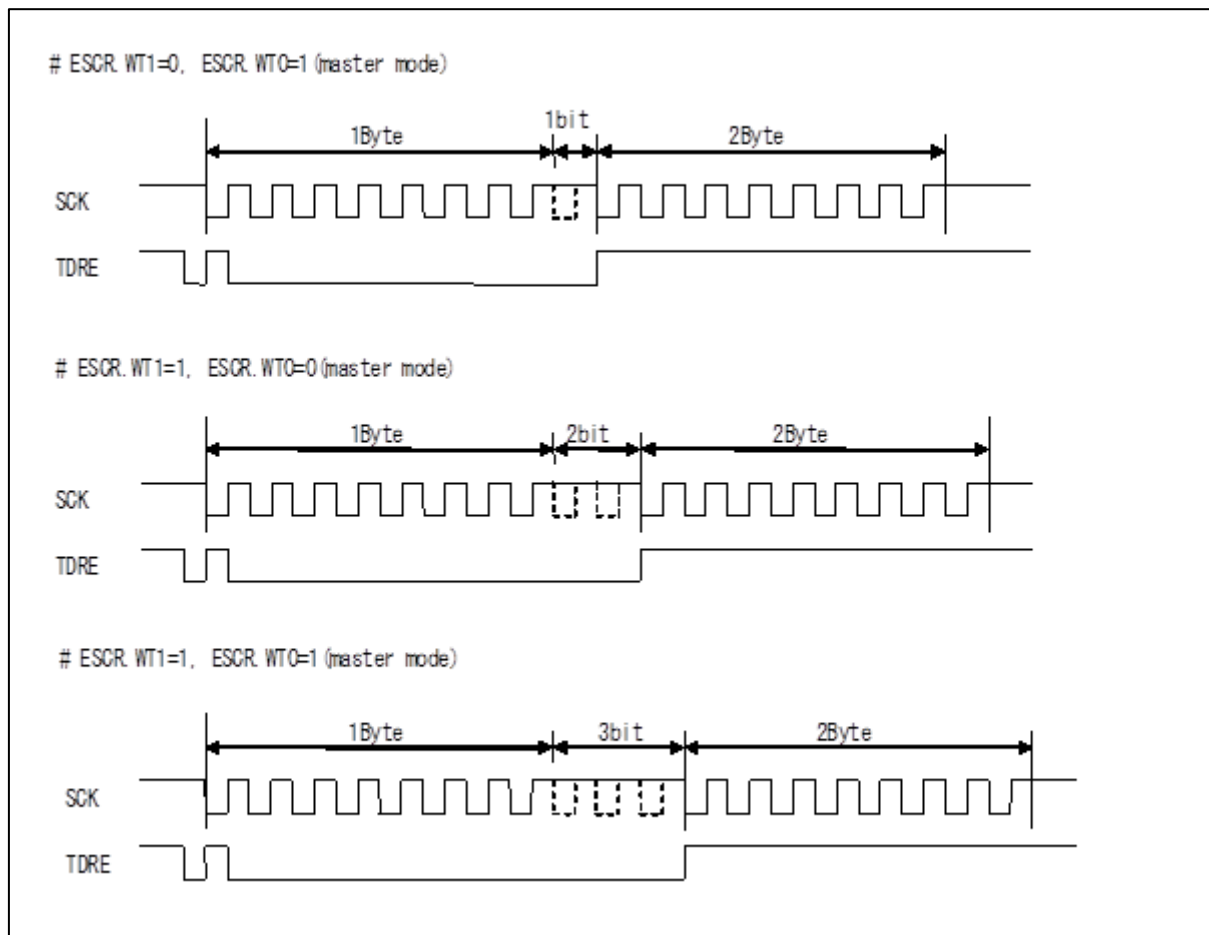 # ESCR.WT1=0, ESCR.WT0=1(master mode)
1Byte 1bit 2Byte
SCK
TDRE
# ESCR.WT1=1, ESCR.WT0=0(master mode)
1Byte 2bit 2Byte
SCK
TDRE
# ESCR.WT1=1, ESCR.WT0=1(master mode)
1Byte 3bit 2Byte
SCK
TDRE